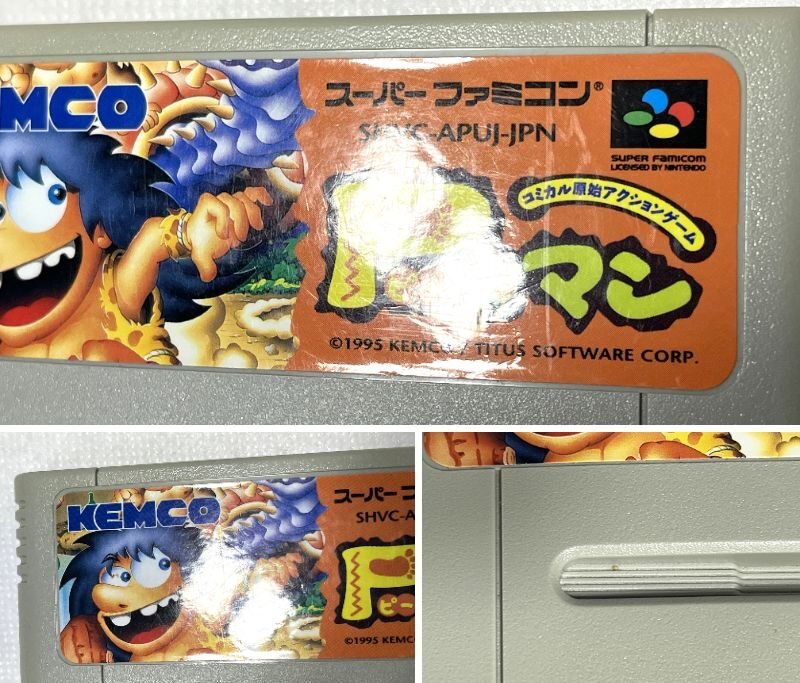 EMCO
スーパーファミコン®
SHVC-APUJ-JPN
SUPER FAMICOM
LICENSED BY NINTENDO
コミカル原始アクションゲーム
P マン
©1995 KEMCO / TITUS SOFTWARE CORP.
KEMCO
スーパーフ
SHVC-A
P
ピー
©1995 KEMC